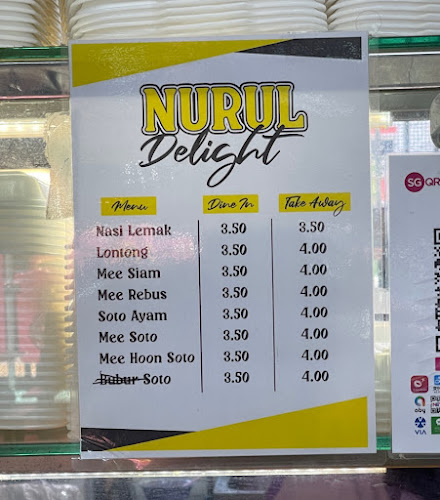 NURUL
Delight
Menu Dine In Take Away
Nasi Lemak 3.50 3.50
Lontong 3.50 4.00
Mee Siam 3.50 4.00
Mee Rebus 3.50 4.00
Soto Ayam 3.50 4.00
Mee Soto 3.50 4.00
Mee Hoon Soto 3.50 4.00
Bubur Soto 3.50 4.00
SG QR
VIA